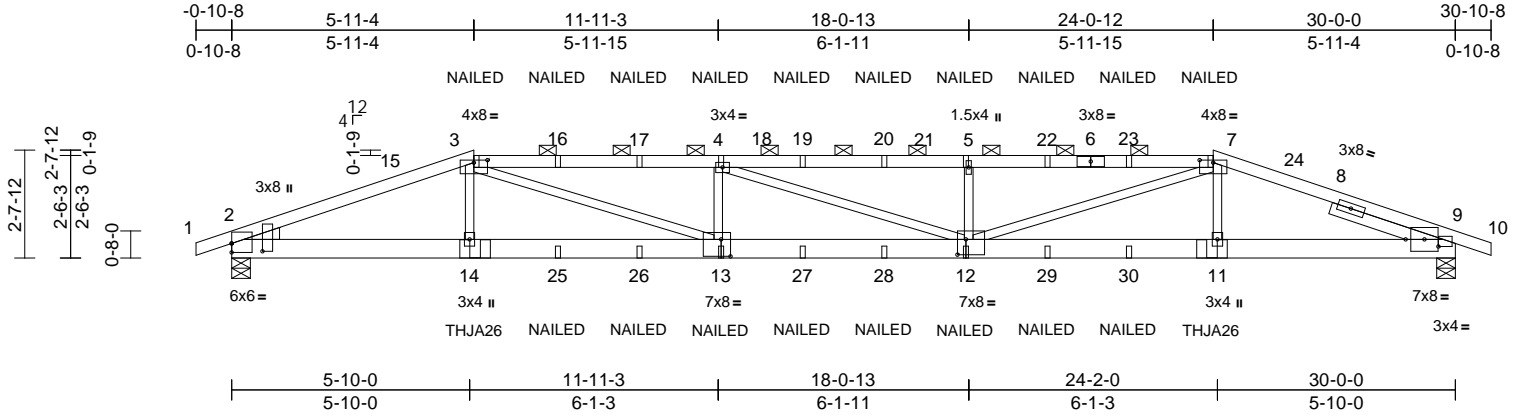 -0-10-8 5-11-4 11-11-3 18-0-13 24-0-12 30-0-0 30-10-8
0-10-8 5-11-4 5-11-15 6-1-11 5-11-15 5-11-4 0-10-8
NAILED NAILED NAILED NAILED NAILED NAILED NAILED NAILED NAILED NAILED
12
4
4x8 = 3x4 = 1.5x4 II 3x8 = 4x8 =
3 16 17 4 18 19 20 21 5 22 6 23 7
0-1-9
15
24
3x8 =
8
3x8 II
2-7-12
2-6-3
2-7-12
2-6-3
0-1-9
0-8-0
1 2 9 10
14 25 26 13 27 28 12 29 30 11
6x6 = 3x4 II 7x8 = 7x8 = 3x4 II 7x8 =
3x4 =
THJA26 NAILED NAILED NAILED NAILED NAILED NAILED NAILED NAILED THJA26
5-10-0 11-11-3 18-0-13 24-2-0 30-0-0
5-10-0 6-1-3 6-1-11 6-1-3 5-10-0